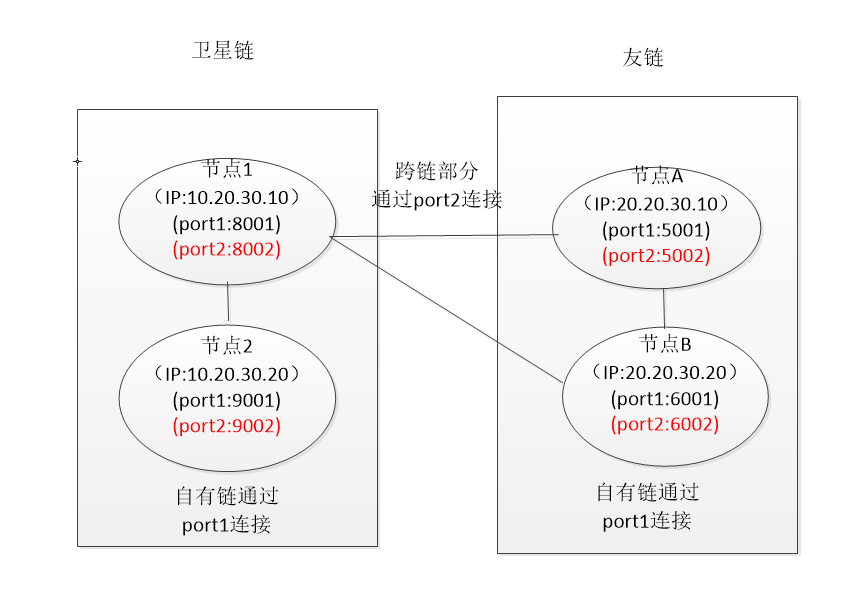 卫星链
友链
节点1
（IP:10.20.30.10）
(port1:8001)
(port2:8002)
跨链部分
通过port2连接
节点A
（IP:20.20.30.10）
(port1:5001)
(port2:5002)
节点2
（IP:10.20.30.20）
(port1:9001)
(port2:9002)
节点B
（IP:20.20.30.20）
(port1:6001)
(port2:6002)
自有链通过
port1连接
自有链通过
port1连接